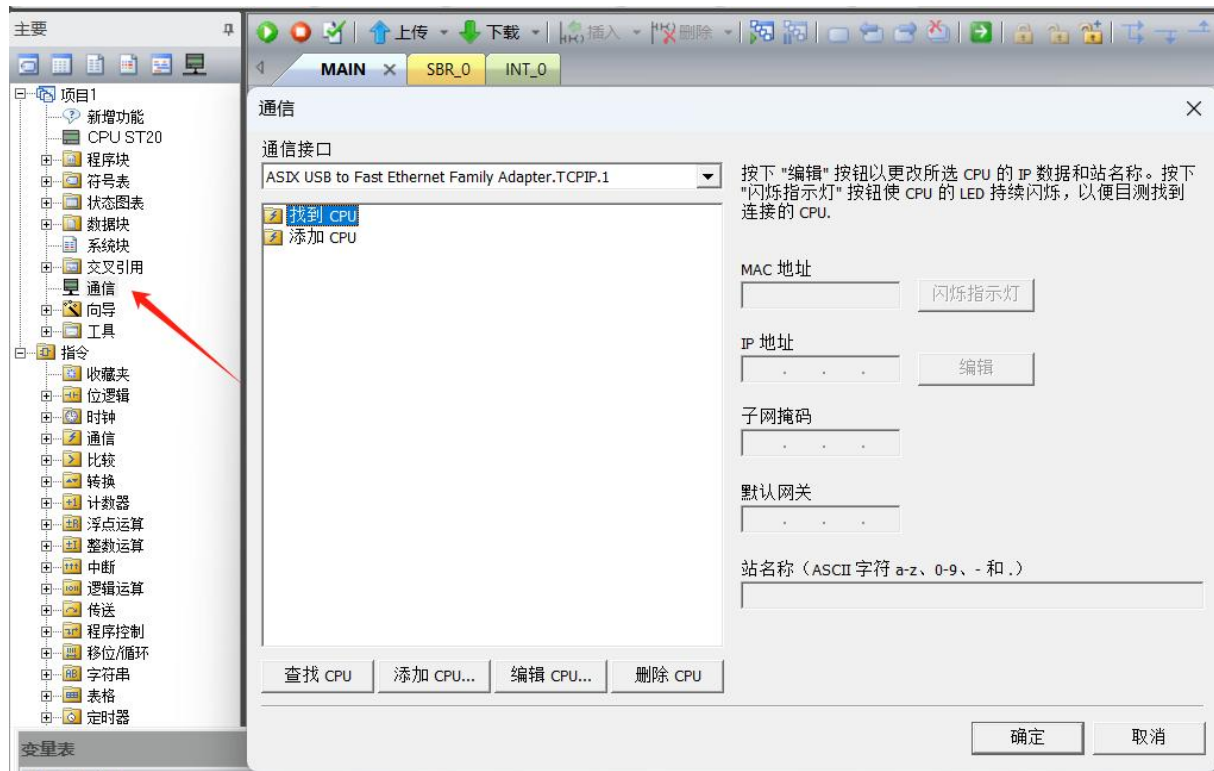 主要
上传
下载
插入
删除
MAIN
SBR_0
INT_0
项目1
新增功能
CPU ST20
程序块
符号表
状态图表
数据块
系统块
交叉引用
通信
向导
工具
指令
收藏夹
位逻辑
时钟
通信
比较
转换
计数器
浮点运算
整数运算
中断
逻辑运算
传送
程序控制
移位/循环
字符串
表格
定时器
变量表
通信
通信接口
ASIX USB to Fast Ethernet Family Adapter.TCPIP.1
找到 CPU
添加 CPU
查找 CPU
添加 CPU...
编辑 CPU...
删除 CPU
按下 "编辑" 按钮以更改所选 CPU 的 IP 数据和站名称。按下
"闪烁指示灯" 按钮使 CPU 的 LED 持续闪烁，以便目测找到
连接的 CPU.
MAC 地址
闪烁指示灯
IP 地址
编辑
子网掩码
默认网关
站名称（ASCII 字符 a-z、0-9、- 和 .）
确定
取消